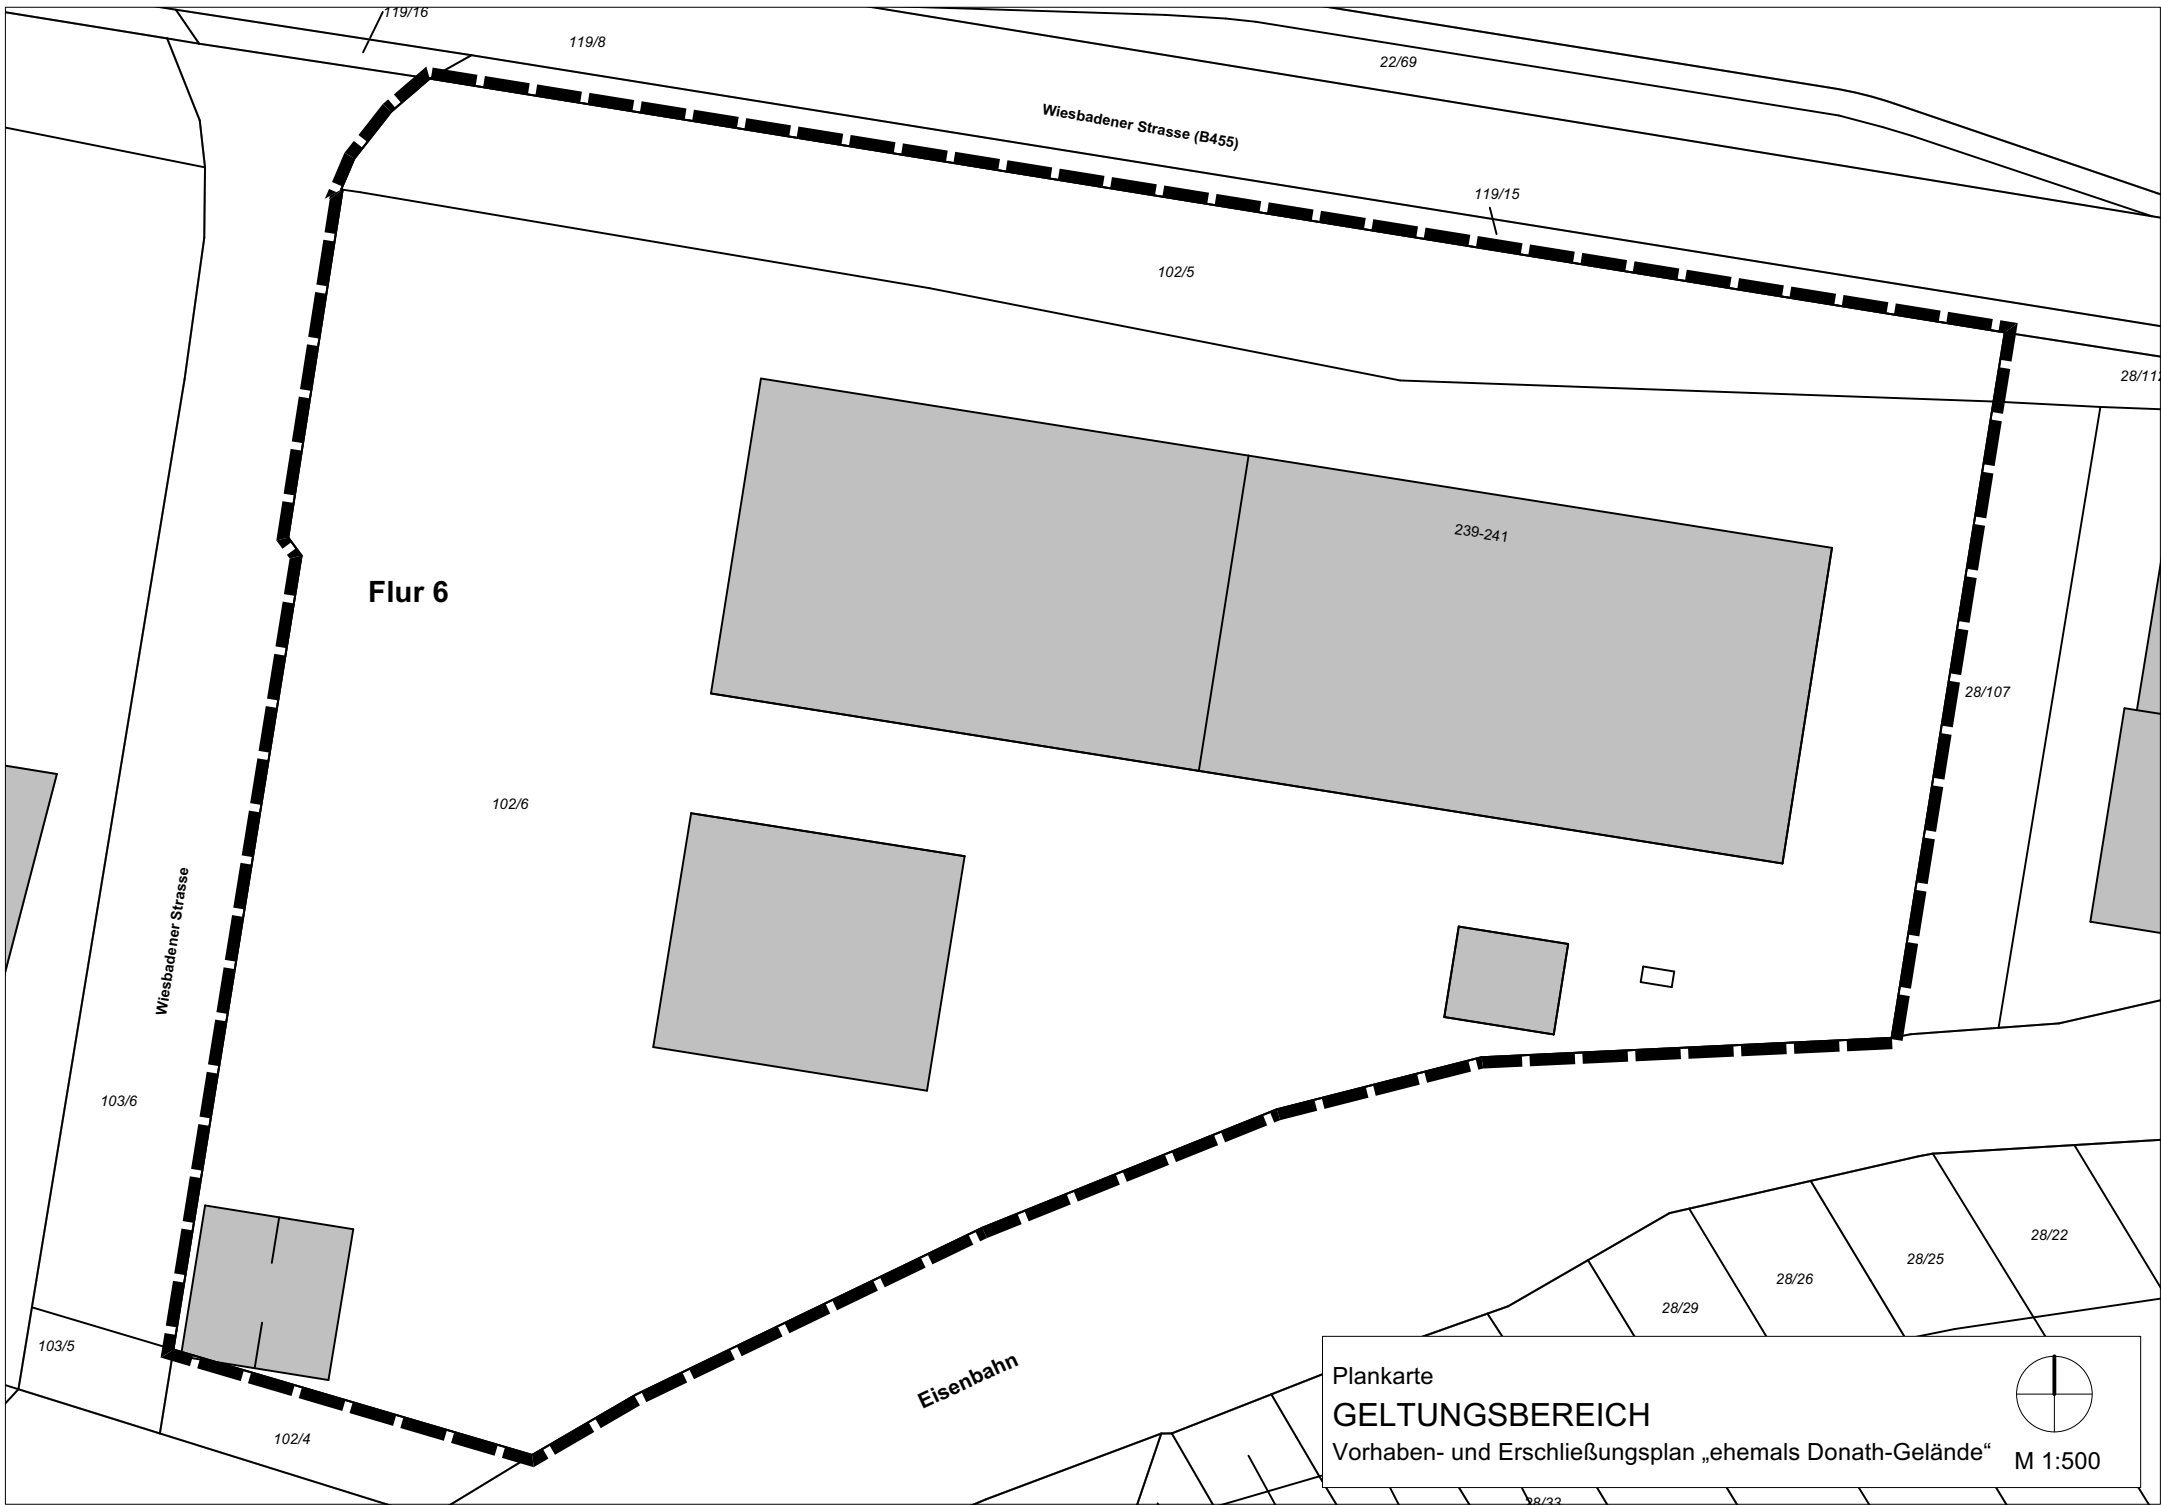 119/16
119/8
22/69
Wiesbadener Strasse (B455)
119/15
102/5
28/112
239-241
Flur 6
28/107
102/6
Wiesbadener Strasse
103/6
28/22
28/25
28/26
28/29
103/5
Eisenbahn
102/4
Plankarte
GELTUNGSBEREICH
Vorhaben- und Erschließungsplan „ehemals Donath-Gelände“
M 1:500
28/33